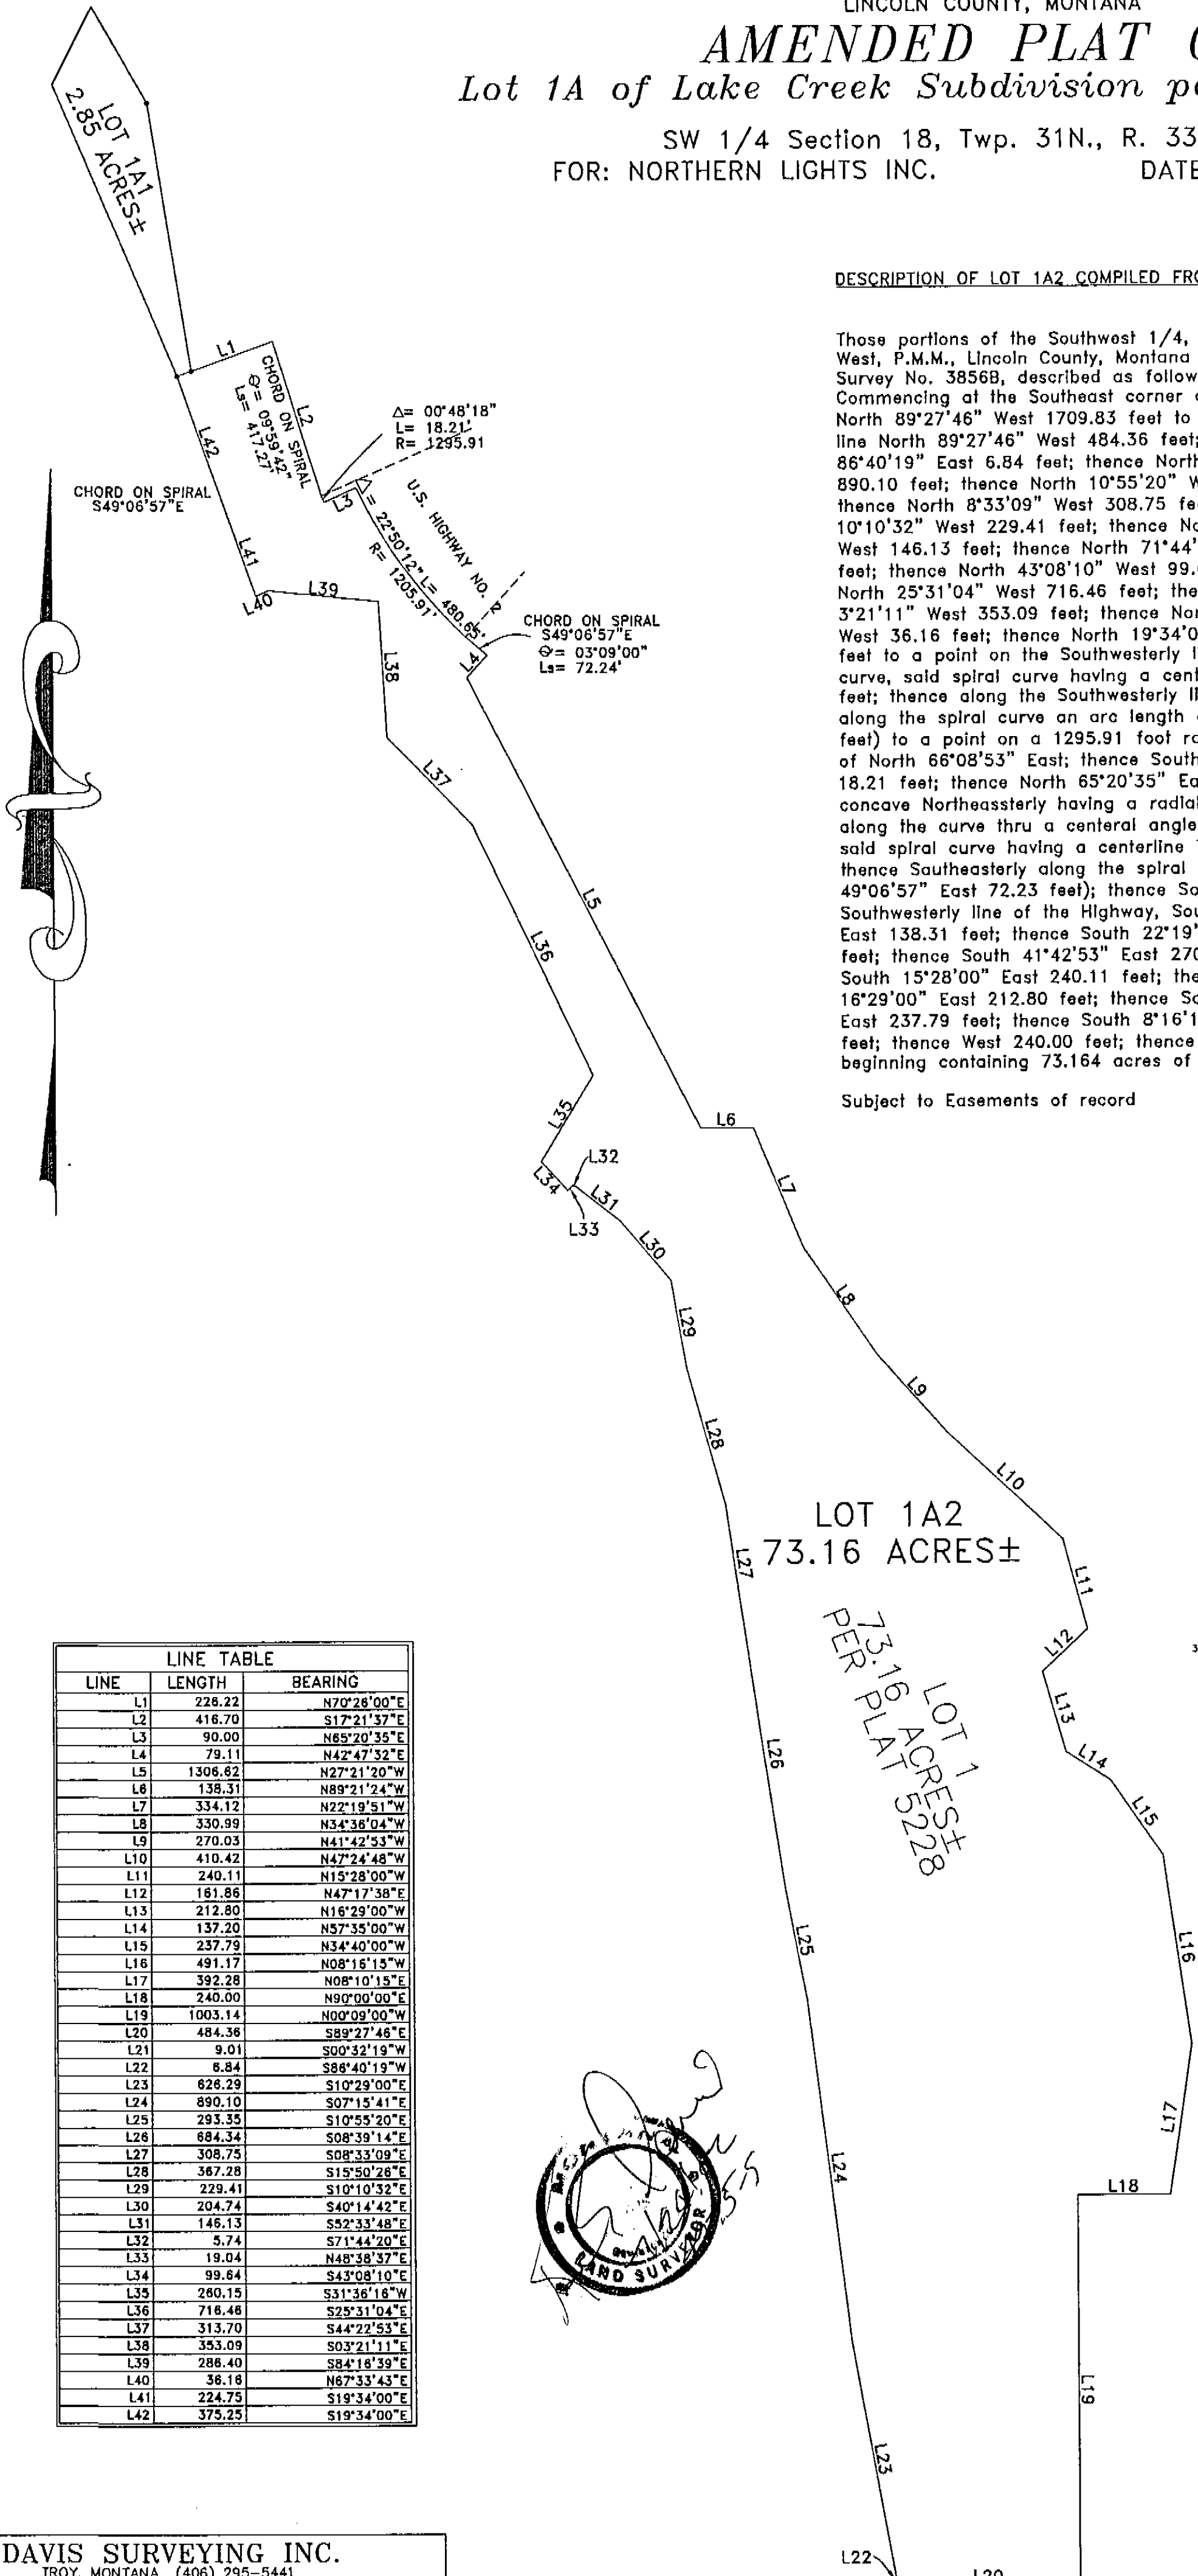 LINCOLN COUNTY, MONTANA
AMENDED PLAT
Lot 1A of Lake Creek Subdivision
SW 1/4 Section 18, Twp. 31N., R. 33
FOR: NORTHERN LIGHTS INC. DATE
LOT 1A1
2.85 ACRES±
DESCRIPTION OF LOT 1A2 COMPILED FRO
Those portions of the Southwest 1/4,
West, P.M.M., Lincoln County, Montana
Survey No. 3856B, described as follow
Commencing at the Southeast corner
North 89°27'46" West 1709.83 feet to
line North 89°27'46" West 484.36 feet;
86°40'19" East 6.84 feet; thence North
890.10 feet; thence North 10°55'20" W
thence North 8°33'09" West 308.75 fe
10°10'32" West 229.41 feet; thence No
West 146.13 feet; thence North 71°44'
feet; thence North 43°08'10" West 99.
North 25°31'04" West 716.46 feet; the
3°21'11" West 353.09 feet; thence Nor
West 36.16 feet; thence North 19°34'0
feet to a point on the Southwesterly l
curve, said spiral curve having a cent
feet; thence along the Southwesterly li
along the spiral curve an arc length
feet) to a point on a 1295.91 foot ra
of North 66°08'53" East; thence South
18.21 feet; thence North 65°20'35" Ea
concave Northeassterly having a radial
along the curve thru a centeral angle
said spiral curve having a centerline
thence Sautheasterly along the spiral
49°06'57" East 72.23 feet); thence So
Southwesterly line of the Highway, Sou
East 138.31 feet; thence South 22°19'
feet; thence South 41°42'53" East 270
South 15°28'00" East 240.11 feet; the
16°29'00" East 212.80 feet; thence So
East 237.79 feet; thence South 8°16'1
feet; thence West 240.00 feet; thence
beginning containing 73.164 acres of
Subject to Easements of record
L1
CHORD ON SPIRAL
L2
Ɵ= 09°59'42"
Ls= 417.27'
Δ= 00°48'18"
L= 18.21'
R= 1295.91
L42
CHORD ON SPIRAL
S49°06'57"E
L3
Δ= 22°50'12" L= 480.65'
R= 1205.91'
U.S. HIGHWAY NO. 2
L41
L40
L39
CHORD ON SPIRAL
S49°06'57"E
Ɵ= 03°09'00"
Ls= 72.24'
L4
L38
L37
L5
L36
L35
L6
L32
L34
L31
L33
L7
L30
L8
L29
L9
L28
L10
LOT 1A2
73.16 ACRES±
L27
L11
LOT 1
73.16 ACRES±
PER PLAT 5228
L12
L13
L14
L15
L26
L25
L16
L17
L24
L18
L19
L23
L22
L20
LINE TABLE
LINE LENGTH BEARING
L1 226.22 N70°26'00"E
L2 416.70 S17°21'37"E
L3 90.00 N65°20'35"E
L4 79.11 N42°47'32"E
L5 1306.62 N27°21'20"W
L6 138.31 N89°21'24"W
L7 334.12 N22°19'51"W
L8 330.99 N34°36'04"W
L9 270.03 N41°42'53"W
L10 410.42 N47°24'48"W
L11 240.11 N15°28'00"W
L12 161.86 N47°17'38"E
L13 212.80 N16°29'00"W
L14 137.20 N57°35'00"W
L15 237.79 N34°40'00"W
L16 491.17 N08°16'15"W
L17 392.28 N08°10'15"E
L18 240.00 N90°00'00"E
L19 1003.14 N00°09'00"W
L20 484.36 S89°27'46"E
L21 9.01 S00°32'19"W
L22 6.84 S86°40'19"W
L23 626.29 S10°29'00"E
L24 890.10 S07°15'41"E
L25 293.35 S10°55'20"E
L26 684.34 S08°39'14"E
L27 308.75 S08°33'09"E
L28 367.28 S15°50'26"E
L29 229.41 S10°10'32"E
L30 204.74 S40°14'42"E
L31 146.13 S52°33'48"E
L32 5.74 S71°44'20"E
L33 19.04 N48°38'37"E
L34 99.64 S43°08'10"E
L35 260.15 S31°36'16"W
L36 716.46 S25°31'04"E
L37 313.70 S44°22'53"E
L38 353.09 S03°21'11"E
L39 286.40 S84°16'39"E
L40 36.16 N67°33'43"E
L41 224.75 S19°34'00"E
L42 375.25 S19°34'00"E
LAND SURVEYOR
DAVIS SURVEYING INC.
TROY, MONTANA (406) 295-5441